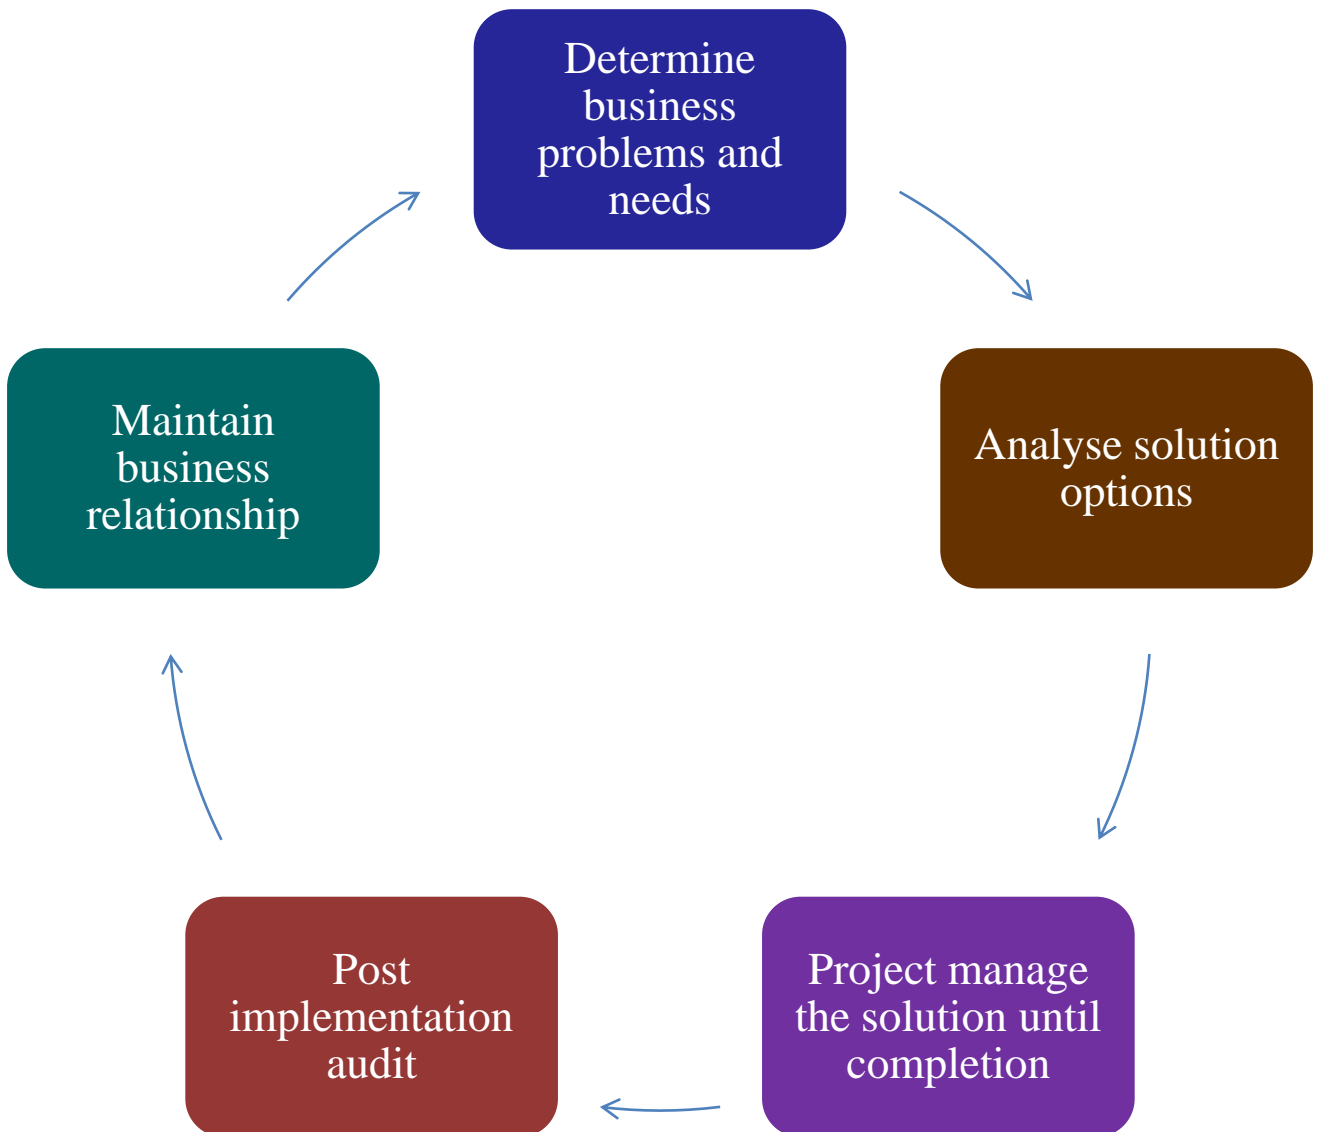 Determine
business
problems and
needs
Analyse solution
options
Project manage
the solution until
completion
Post
implementation
audit
Maintain
business
relationship